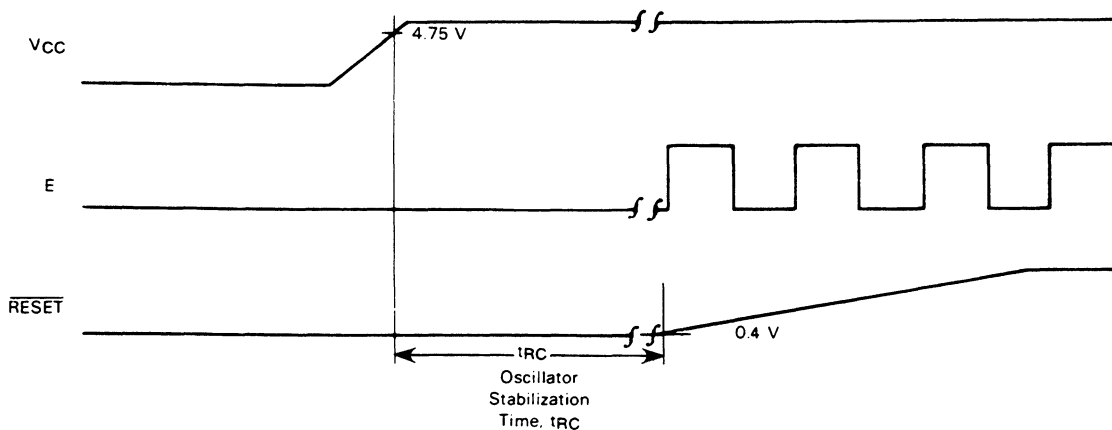 VCC
4.75 V
E
RESET
0.4 V
tRC
Oscillator
Stabilization
Time, tRC